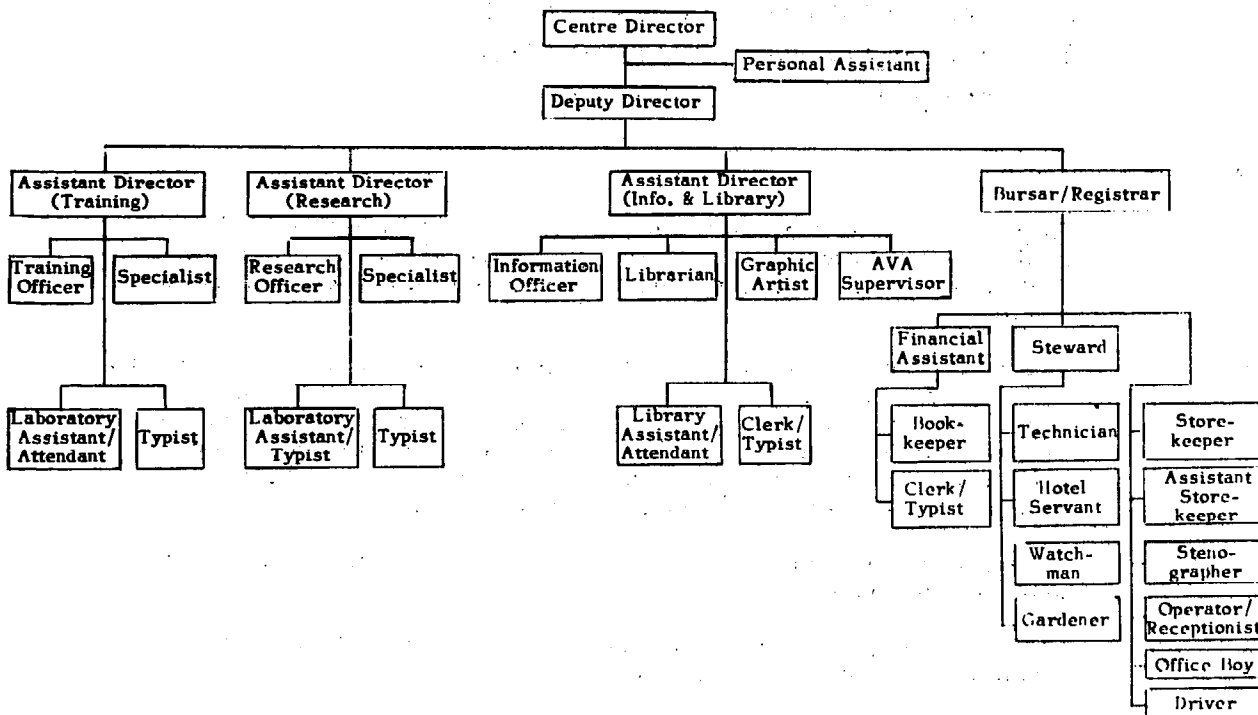 Centre Director
Personal Assistant
Deputy Director
Assistant Director
(Training)
Assistant Director
(Research)
Assistant Director
(Info. & Library)
Bursar/Registrar
Training
Officer
Specialist
Research
Officer
Specialist
Information
Officer
Librarian
Graphic
Artist
AVA
Supervisor
Financial
Assistant
Steward
Laboratory
Assistant/
Attendant
Typist
Laboratory
Assistant/
Typist
Typist
Library
Assistant/
Attendant
Clerk/
Typist
Book-
keeper
Clerk/
Typist
Technician
Hotel
Servant
Watch-
man
Gardener
Store-
keeper
Assistant
Store-
keeper
Steno-
grapher
Operator/
Receptionist
Office Boy
Driver